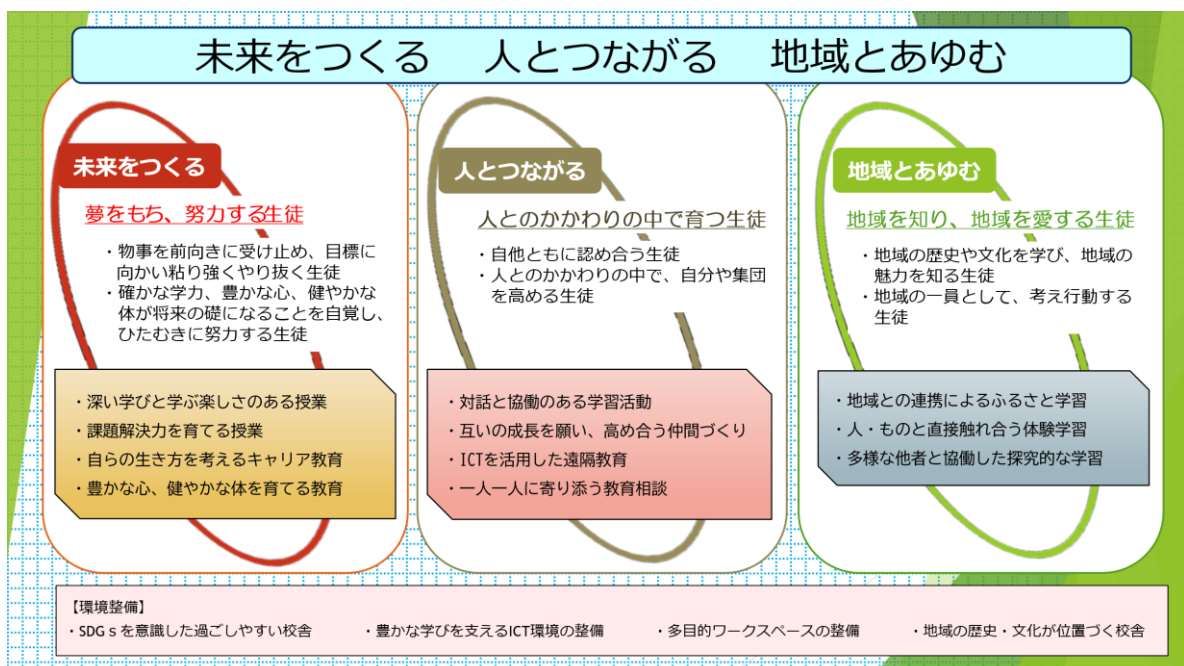 未来をつくる　人とつながる　地域とあゆむ
未来をつくる
夢をもち、努力する生徒
・物事を前向きに受け止め、目標に
向かい粘り強くやり抜く生徒
・確かな学力、豊かな心、健やかな
体が将来の礎になることを自覚し、
ひたむきに努力する生徒
・深い学びと学ぶ楽しさのある授業
・課題解決力を育てる授業
・自らの生き方を考えるキャリア教育
・豊かな心、健やかな体を育てる教育
人とつながる
人とのかかわりの中で育つ生徒
・自他ともに認め合う生徒
・人とのかかわりの中で、自分や集団
を高める生徒
・対話と協働のある学習活動
・互いの成長を願い、高め合う仲間づくり
・ICTを活用した遠隔教育
・一人一人に寄り添う教育相談
地域とあゆむ
地域を知り、地域を愛する生徒
・地域の歴史や文化を学び、地域の
魅力を知る生徒
・地域の一員として、考え行動する
生徒
・地域との連携によるふるさと学習
・人・ものと直接触れ合う体験学習
・多様な他者と協働した探究的な学習
【環境整備】
・SDGｓを意識した過ごしやすい校舎　・豊かな学びを支えるICT環境の整備　・多目的ワークスペースの整備　・地域の歴史・文化が位置づく校舎